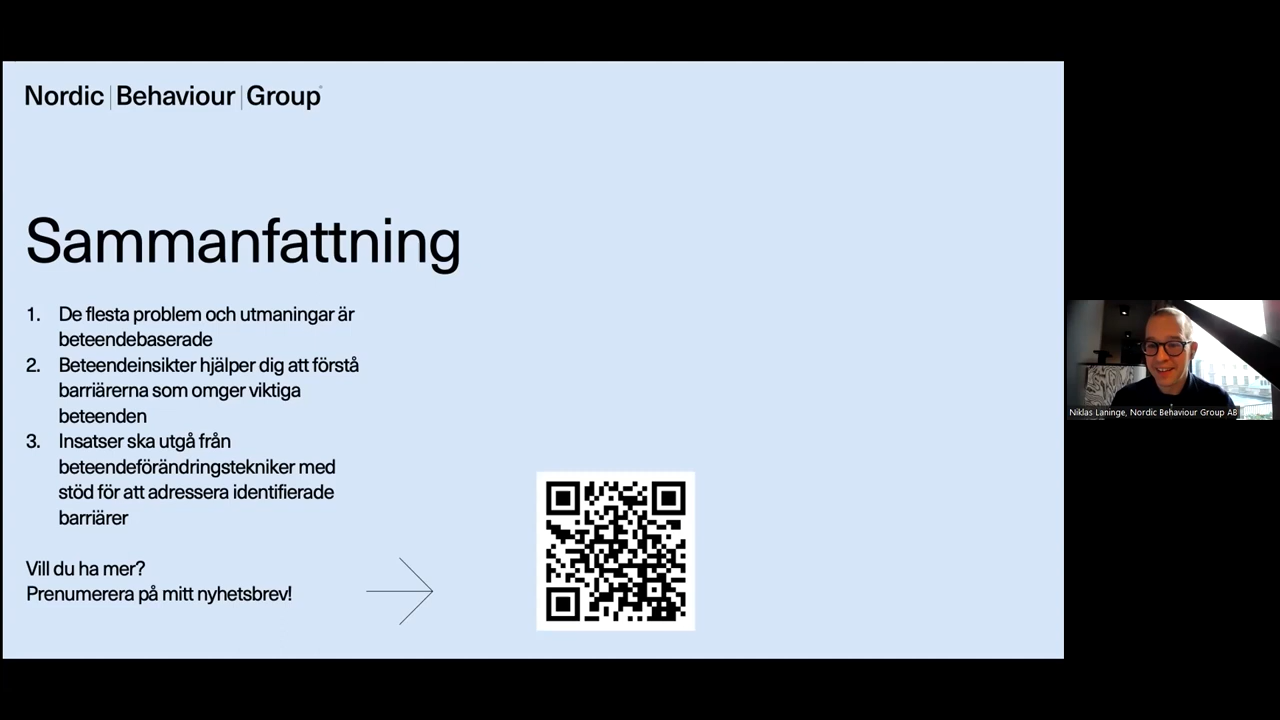 Nordic Behaviour Group
Sammanfattning
1. De flesta problem och utmaningar är
beteendebaserade
2. Beteendeinsikter hjälper dig att förstå
barriärerna som omger viktiga
beteenden
3. Insatser ska utgå från
beteendeförändringstekniker med
stöd för att adressera identifierade
barriärer
Vill du ha mer?
Prenumerera på mitt nyhetsbrev!
Niklas Laninge, Nordic Behaviour Group AB